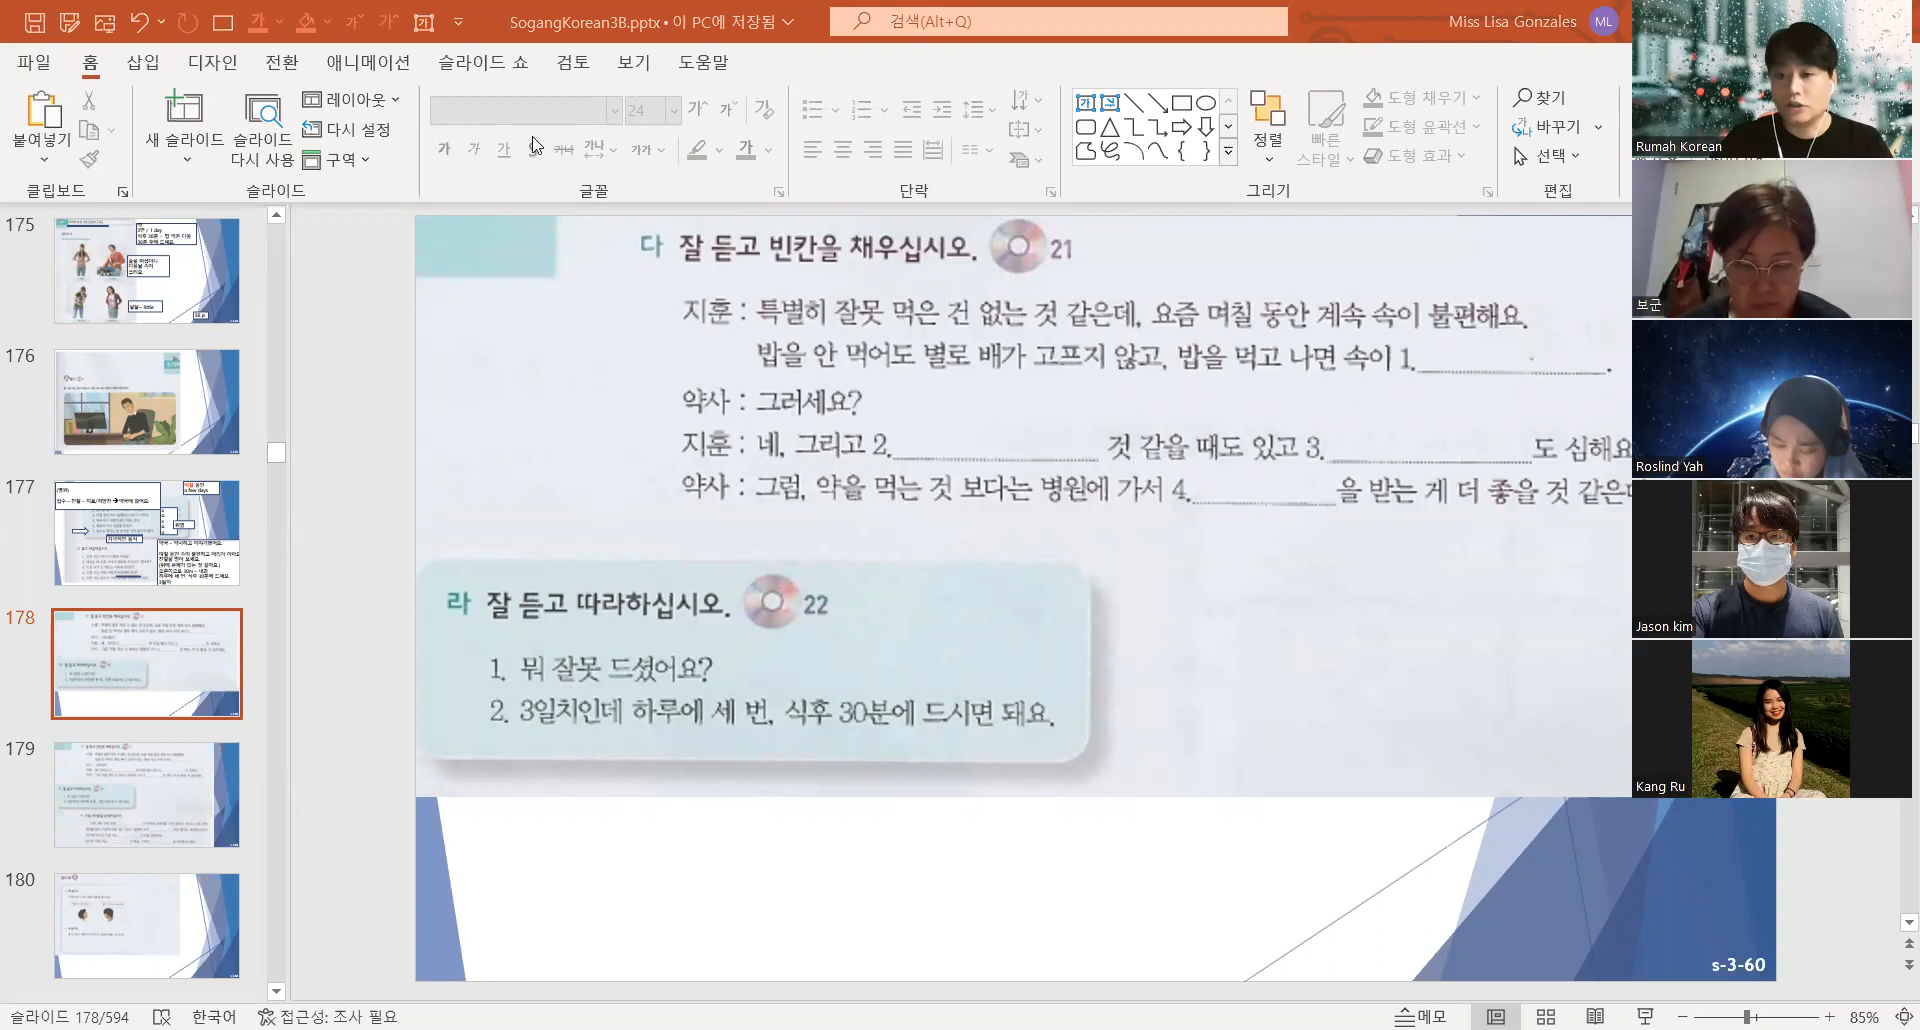 SogangKorean3B.pptx • 이 PC에 저장됨
검색(Alt+Q)
Miss Lisa Gonzales
ML
파일 홈 삽입 디자인 전환 애니메이션 슬라이드 쇼 검토 보기 도움말
붙여넣기
새 슬라이드
슬라이드 다시 사용
레이아웃
다시 설정
구역
24
정렬
빠른 스타일
도형 채우기
도형 윤곽선
도형 효과
찾기
바꾸기
선택
클립보드
슬라이드
글꼴
단락
그리기
편집
175
176
177
178
179
180
다 잘 듣고 빈칸을 채우십시오. 21
지훈 : 특별히 잘못 먹은 건 없는 것 같은데, 요즘 며칠 동안 계속 속이 불편해요.
밥을 안 먹어도 별로 배가 고프지 않고, 밥을 먹고 나면 속이 1. .
약사 : 그러세요?
지훈 : 네, 그리고 2. 것 같을 때도 있고 3. 도 심해요
약사 : 그럼, 약을 먹는 것 보다는 병원에 가서 4. 을 받는 게 더 좋을 것 같은
라 잘 듣고 따라하십시오. 22
1. 뭐 잘못 드셨어요?
2. 3일치인데 하루에 세 번, 식후 30분에 드시면 돼요.
s-3-60
Rumah Korean
보군
Roslind Yah
Jason kim
Kang Ru
슬라이드 178/594
한국어
접근성: 조사 필요
메모
85%